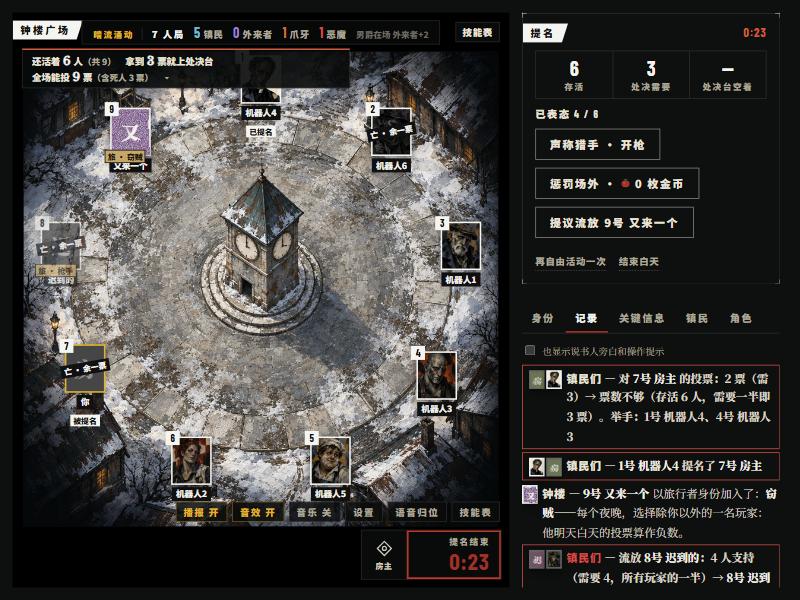 钟楼广场
暗流涌动 7 人局 5 镇民 0 外来者 1 爪牙 1 恶魔 男爵在场 外来者+2
技能表
还活着 6 人（共 9） 拿到 3 票就上处决台
全场能投 9 票（含死人 3 票）
机器人4
已提名
9
又
旅·窃贼
又来一个
2
亡·余一票
机器人6
8
亡·余一票
旅·枪手
迟到的
3
机器人1
7
亡·余一票
你
被提名
4
机器人3
6
机器人2
5
机器人5
播报 开
音效 开
音乐 关
设置
语音归位
技能表
房主
提名结束
0:23
提名
0:23
6
存活
3
处决需要
–
处决台空着
已表态 4 / 6
声称猎手 · 开枪
惩罚场外 · 0 枚金币
提议流放 9号 又来一个
再自由活动一次 结束白天
身份 记录 关键信息 镇民 角色
也显示说书人旁白和操作提示
镇民们 — 对 7号 房主 的投票：2 票（需
3）→ 票数不够（存活 6 人，需要一半即
3 票）。举手：1号 机器人4、4号 机器人
3
镇民们 — 1号 机器人4 提名了 7号 房主
钟楼 — 9号 又来一个 以旅行者身份加入了：窃
贼——每个夜晚，选择除你以外的一名玩家：
他明天白天的投票算作负数。
镇民们 — 流放 8号 迟到的：4 人支持
（需要 4，所有玩家的一半）→ 8号 迟到